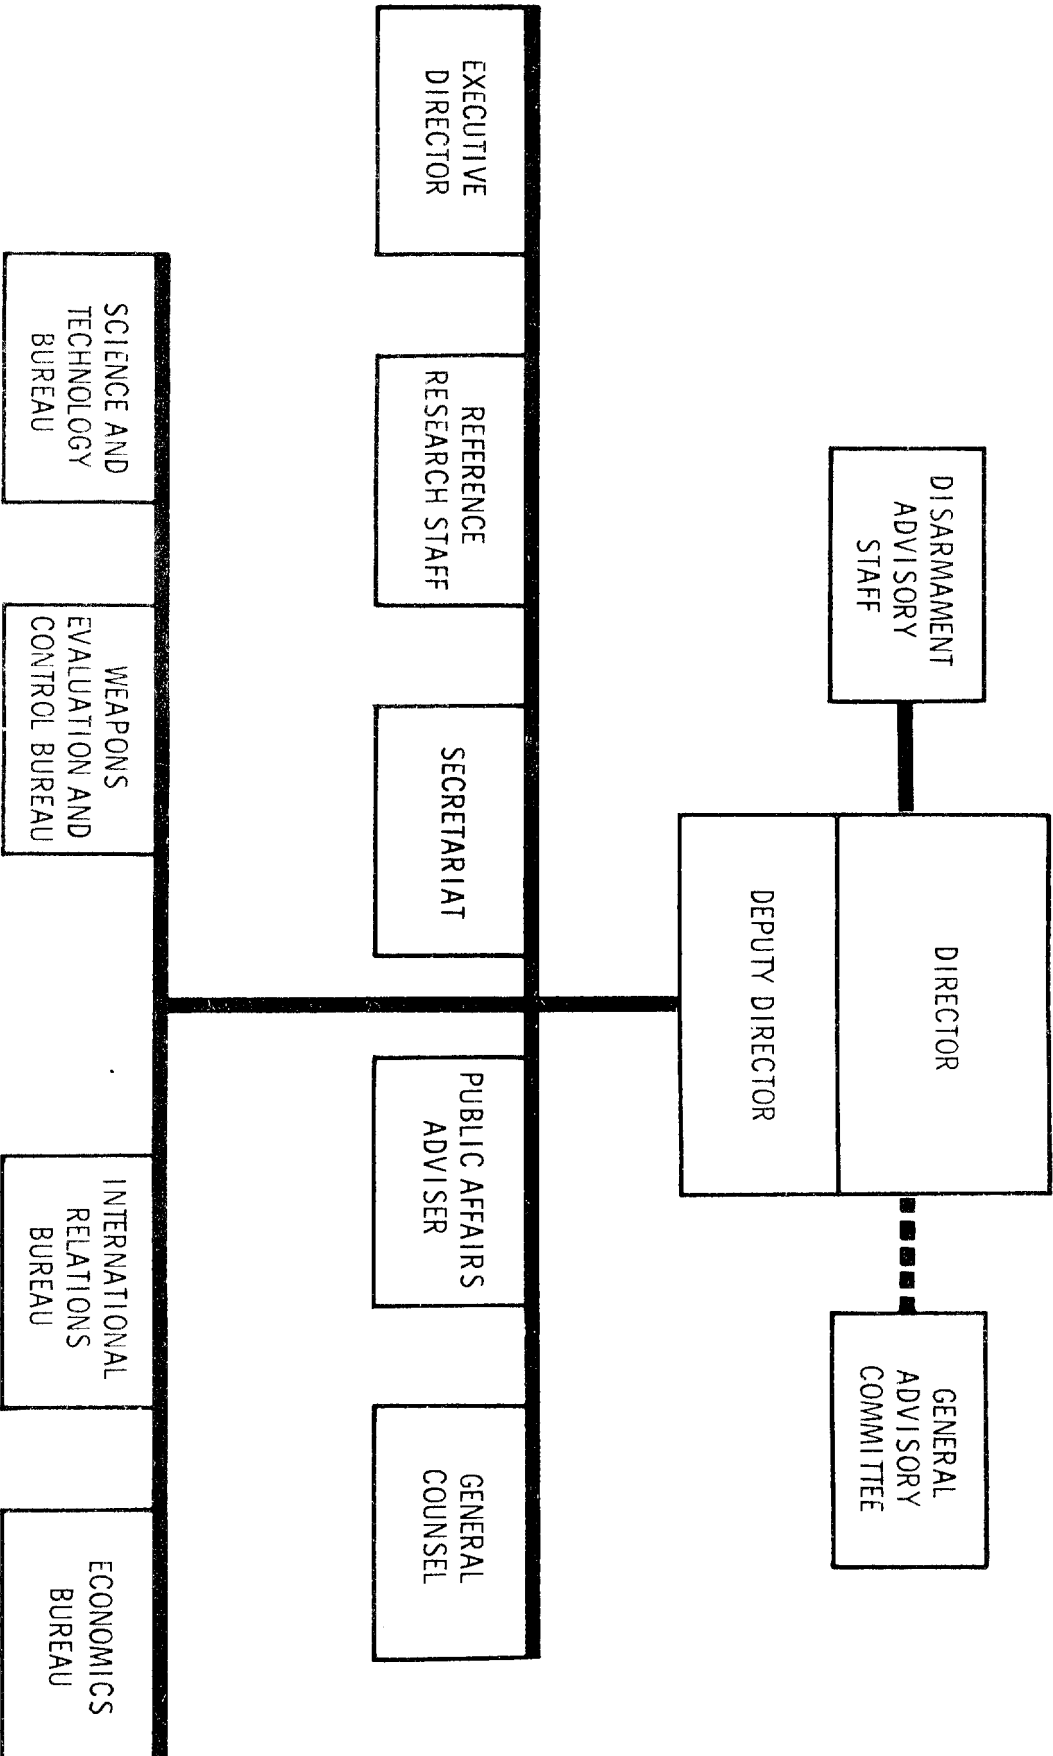 DISARMAMENT
ADVISORY
STAFF
DIRECTOR
GENERAL
ADVISORY
COMMITTEE
DEPUTY DIRECTOR
EXECUTIVE
DIRECTOR
REFERENCE
RESEARCH STAFF
SECRETARIAT
PUBLIC AFFAIRS
ADVISER
GENERAL
COUNSEL
SCIENCE AND
TECHNOLOGY
BUREAU
WEAPONS
EVALUATION AND
CONTROL BUREAU
INTERNATIONAL
RELATIONS
BUREAU
ECONOMICS
BUREAU